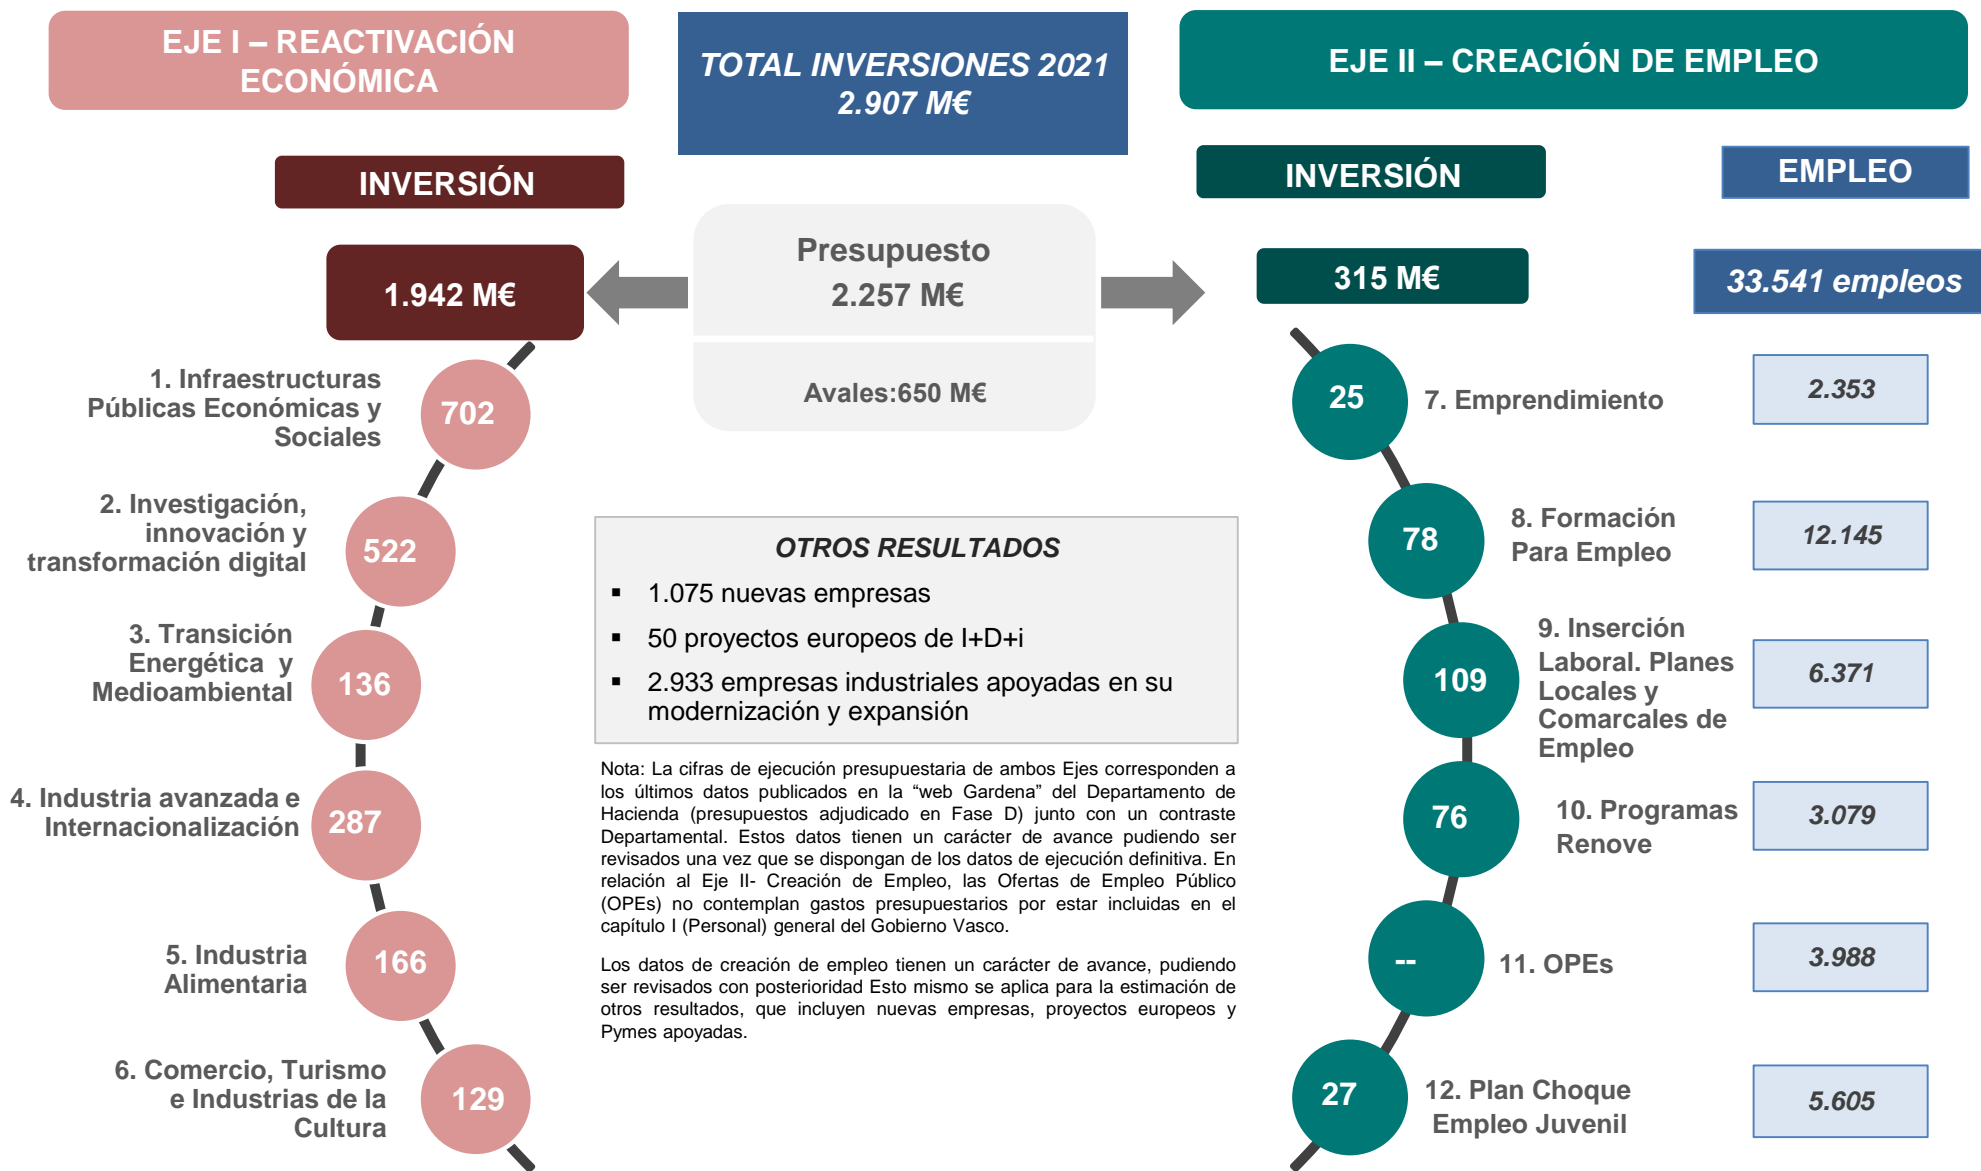 EJE I – REACTIVACIÓN
ECONÓMICA
TOTAL INVERSIONES 2021
2.907 M€
EJE II – CREACIÓN DE EMPLEO
INVERSIÓN
INVERSIÓN
EMPLEO
1.942 M€
Presupuesto
2.257 M€
Avales:650 M€
315 M€
33.541 empleos
1. Infraestructuras
Públicas Económicas y
Sociales
702
2. Investigación,
innovación y
transformación digital
522
3. Transición
Energética y
Medioambiental
136
4. Industria avanzada e
Internacionalización
287
5. Industria
Alimentaria
166
6. Comercio, Turismo
e Industrias de la
Cultura
129
OTROS RESULTADOS
▪ 1.075 nuevas empresas
▪ 50 proyectos europeos de I+D+i
▪ 2.933 empresas industriales apoyadas en su
modernización y expansión
Nota: La cifras de ejecución presupuestaria de ambos Ejes corresponden a
los últimos datos publicados en la “web Gardena” del Departamento de
Hacienda (presupuestos adjudicado en Fase D) junto con un contraste
Departamental. Estos datos tienen un carácter de avance pudiendo ser
revisados una vez que se dispongan de los datos de ejecución definitiva. En
relación al Eje II- Creación de Empleo, las Ofertas de Empleo Público
(OPEs) no contemplan gastos presupuestarios por estar incluidas en el
capítulo I (Personal) general del Gobierno Vasco.
Los datos de creación de empleo tienen un carácter de avance, pudiendo
ser revisados con posterioridad Esto mismo se aplica para la estimación de
otros resultados, que incluyen nuevas empresas, proyectos europeos y
Pymes apoyadas.
25
7. Emprendimiento
2.353
78
8. Formación
Para Empleo
12.145
109
9. Inserción
Laboral. Planes
Locales y
Comarcales de
Empleo
6.371
76
10. Programas
Renove
3.079
--
11. OPEs
3.988
27
12. Plan Choque
Empleo Juvenil
5.605